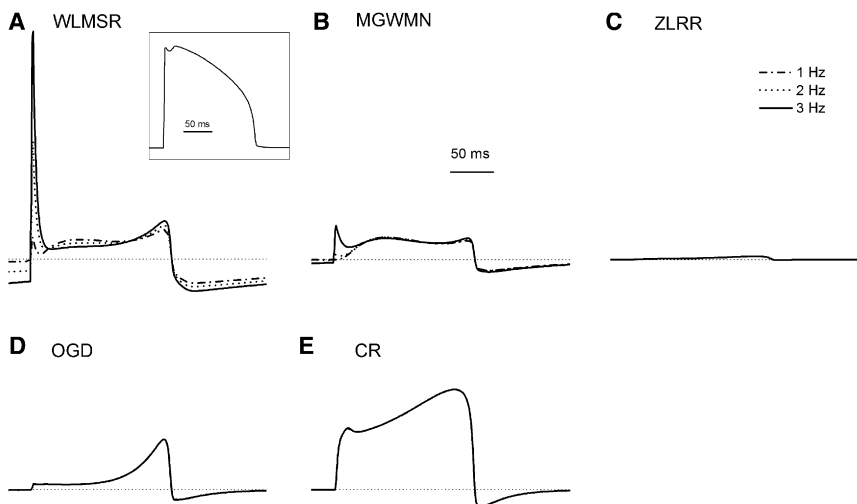 A WLMSR
50 ms
B MGWMN
50 ms
C ZLRR
1 Hz
2 Hz
3 Hz
D OGD
E CR